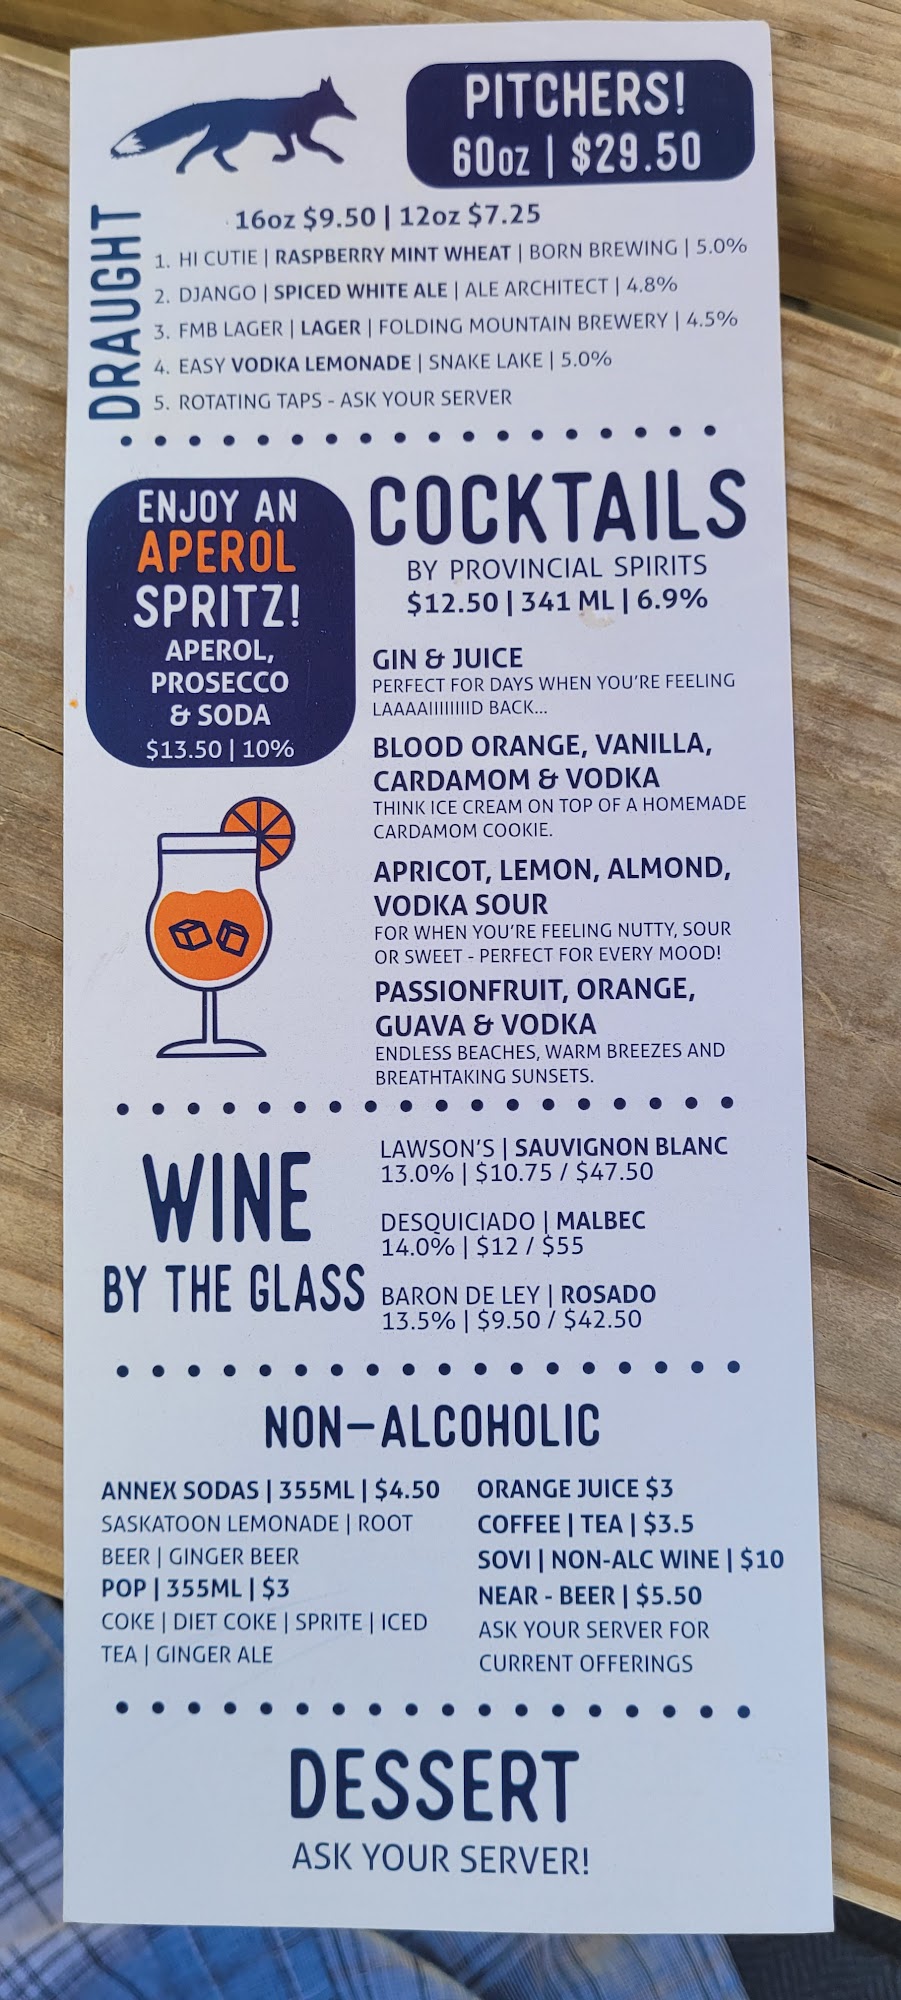 PITCHERS!
60oz | $29.50
DRAUGHT
16oz $9.50 | 12oz $7.25
1. HI CUTIE | RASPBERRY MINT WHEAT | BORN BREWING | 5.0%
2. DJANGO | SPICED WHITE ALE | ALE ARCHITECT | 4.8%
3. FMB LAGER | LAGER | FOLDING MOUNTAIN BREWERY | 4.5%
4. EASY VODKA LEMONADE | SNAKE LAKE | 5.0%
5. ROTATING TAPS - ASK YOUR SERVER
ENJOY AN
APEROL
SPRITZ!
APEROL,
PROSECCO
& SODA
$13.50 | 10%
COCKTAILS
BY PROVINCIAL SPIRITS
$12.50 | 341 ML | 6.9%
GIN & JUICE
PERFECT FOR DAYS WHEN YOU'RE FEELING
LAAAAIIIIIIIID BACK...
BLOOD ORANGE, VANILLA,
CARDAMOM & VODKA
THINK ICE CREAM ON TOP OF A HOMEMADE
CARDAMOM COOKIE.
APRICOT, LEMON, ALMOND,
VODKA SOUR
FOR WHEN YOU'RE FEELING NUTTY, SOUR
OR SWEET - PERFECT FOR EVERY MOOD!
PASSIONFRUIT, ORANGE,
GUAVA & VODKA
ENDLESS BEACHES, WARM BREEZES AND
BREATHTAKING SUNSETS.
WINE
BY THE GLASS
LAWSON'S | SAUVIGNON BLANC
13.0% | $10.75 / $47.50
DESQUICIADO | MALBEC
14.0% | $12 / $55
BARON DE LEY | ROSADO
13.5% | $9.50 / $42.50
NON-ALCOHOLIC
ANNEX SODAS | 355ML | $4.50
SASKATOON LEMONADE | ROOT
BEER | GINGER BEER
POP | 355ML | $3
COKE | DIET COKE | SPRITE | ICED
TEA | GINGER ALE
ORANGE JUICE $3
COFFEE | TEA | $3.5
SOVI | NON-ALC WINE | $10
NEAR - BEER | $5.50
ASK YOUR SERVER FOR
CURRENT OFFERINGS
DESSERT
ASK YOUR SERVER!